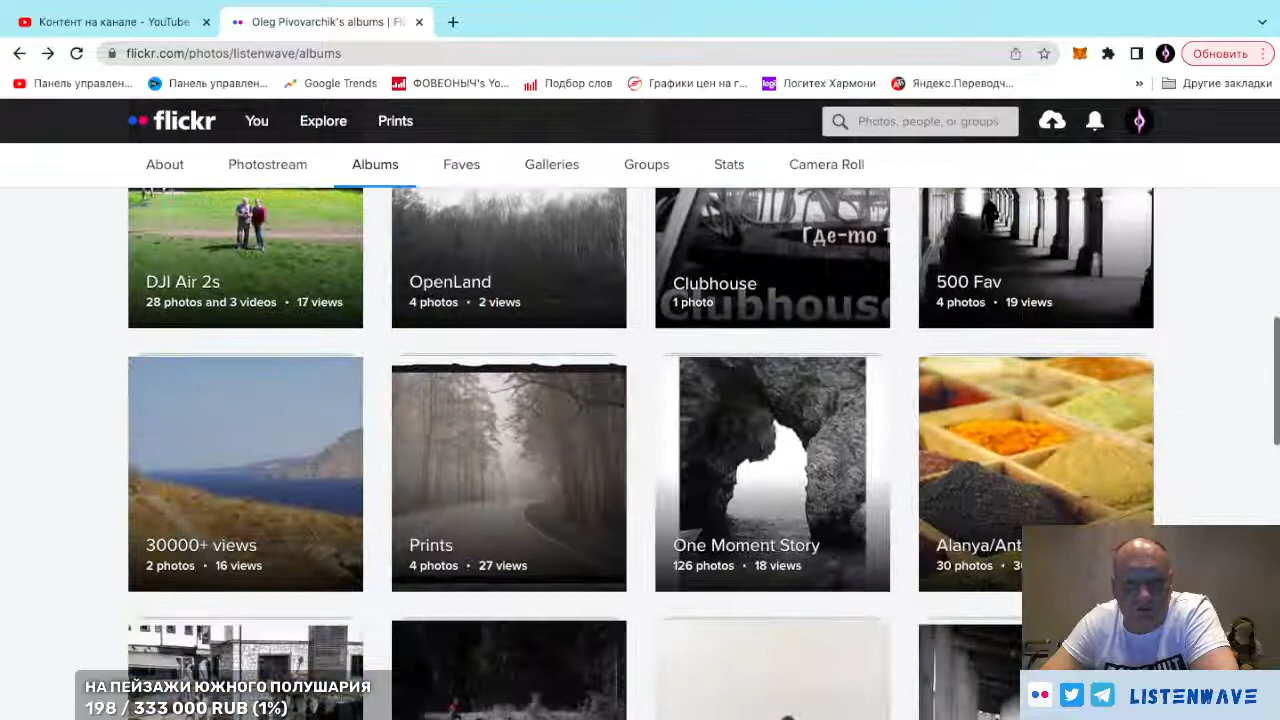 Контент на канале - YouTube
Oleg Pivovarchik's albums | Fl
flickr.com/photos/listenwave/albums
Обновить
Панель управлен...
Панель управлен...
Google Trends
ФОВЕОНЫЧ's Yo...
Подбор слов
Графики цен на г...
Логитех Хармони
Яндекс.Переводч...
»
Другие закладки
flickr
You
Explore
Prints
Photos, people, or groups
About
Photostream
Albums
Faves
Galleries
Groups
Stats
Camera Roll
Где-то
DJI Air 2s
28 photos and 3 videos • 17 views
OpenLand
4 photos • 2 views
Clubhouse
1 photo
Clubhouse
500 Fav
4 photos • 19 views
30000+ views
2 photos • 16 views
Prints
4 photos • 27 views
One Moment Story
126 photos • 18 views
Alanya/Ant
30 photos • 3
НА ПЕЙЗАЖИ ЮЖНОГО ПОЛУШАРИЯ
198 / 333 000 RUB (1%)
LISTENWAVE